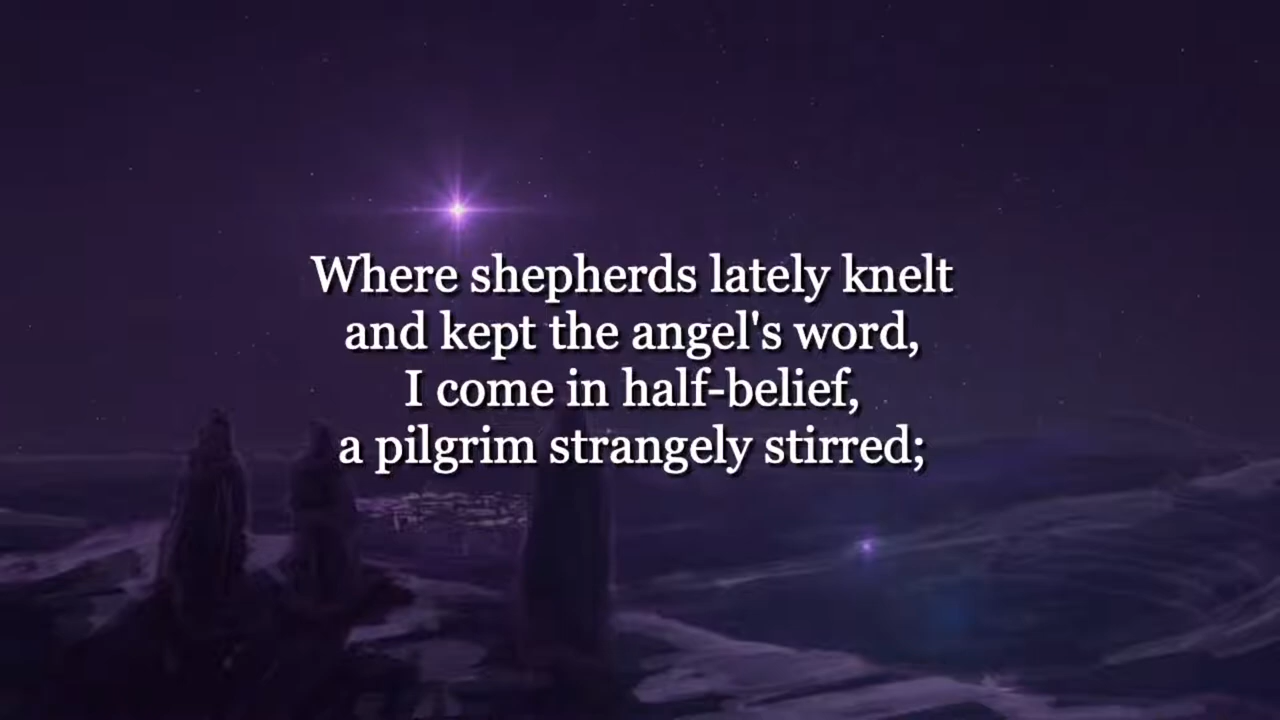 Where shepherds lately knelt
and kept the angel's word,
I come in half-belief,
a pilgrim strangely stirred;